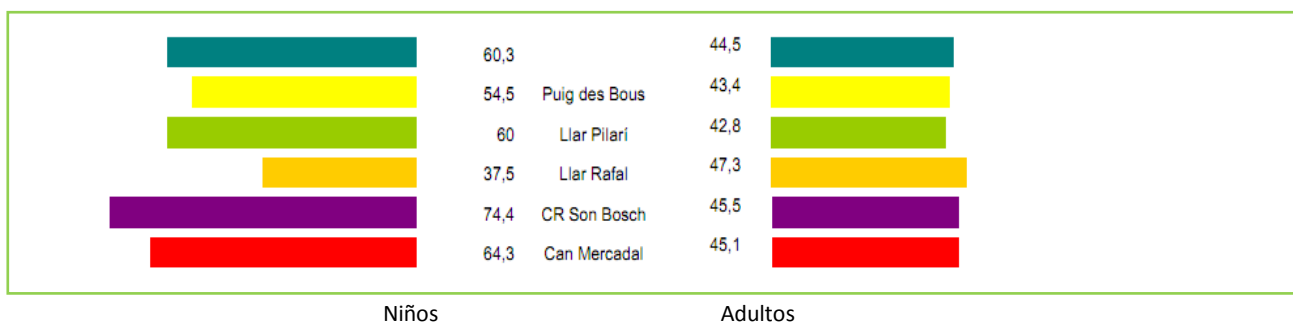 60,3 44,5
54,5 Puig des Bous 43,4
60 Llar Pilarí 42,8
37,5 Llar Rafal 47,3
74,4 CR Son Bosch 45,5
64,3 Can Mercadal 45,1
Niños Adultos